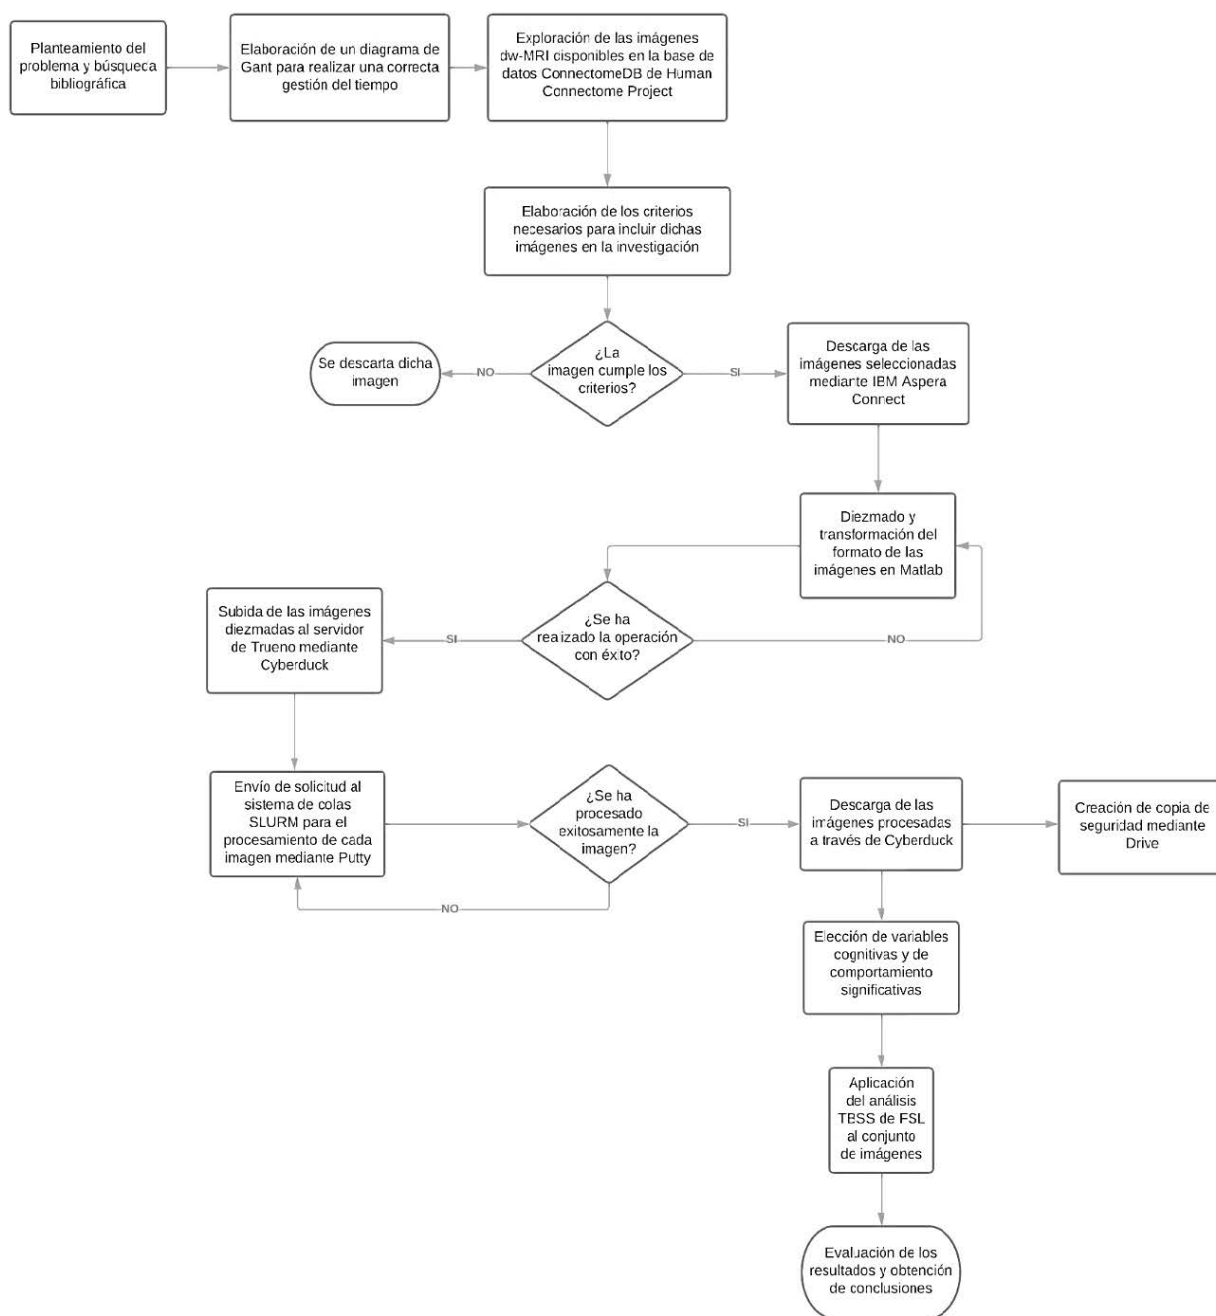 Planteamiento del
problema y búsqueca
bibliográfica
Elaboración de un diagrama de
Gant para realizar una correcta
gestión del tiempo
Exploración de las imágenes
dw-MRI disponibles en la base de
datos ConnectomeDB de Human
Connectome Project
Elaboración de los criterios
necesarios para incluir dichas
imágenes en la investigación
¿La
imagen cumple los
criterios?
NO
Se descarta dicha
imagen
SI
Descarga de las
imágenes seleccionadas
mediante IBM Aspera
Connect
Diezmado y
transformación del
formato de las
imágenes en Matlab
¿Se ha
realizado la operación
con éxito?
NO
SI
Subida de las imágenes
diezmadas al servidor
de Trueno mediante
Cyberduck
Envío de solicitud al
sistema de colas
SLURM para el
procesamiento de cada
imagen mediante Putty
¿Se ha
procesado
exitosamente la
imagen?
NO
SI
Descarga de las
imágenes procesadas
a través de Cyberduck
Creación de copia de
seguridad mediante
Drive
Elección de variables
cognitivas y de
comportamiento
significativas
Aplicación
del análisis
TBSS de FSL
al conjunto
de imágenes
Evaluación de los
resultados y obtención
de conclusiones